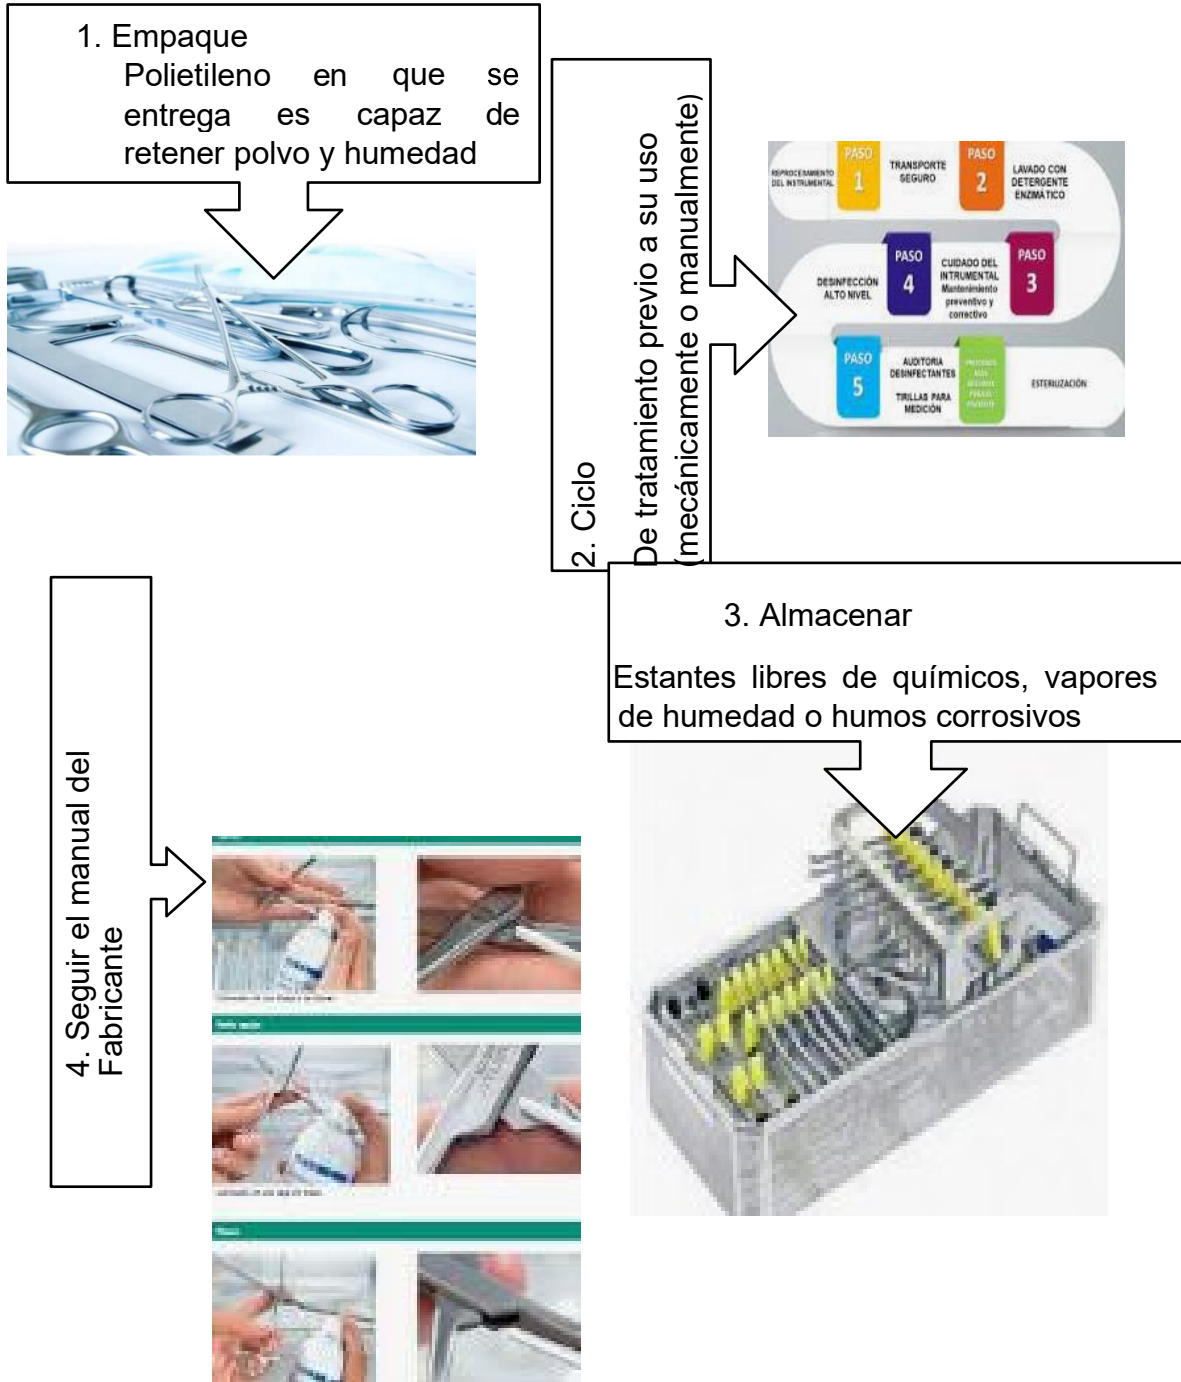 1. Empaque
Polietileno en que se
entrega es capaz de
retener polvo y humedad
2. Ciclo
De tratamiento previo a su uso
(mecánicamente o manualmente)
REPROCESAMIENTO
DEL INSTRUMENTAL
PASO
1
TRANSPORTE
SEGURO
PASO
2
LAVADO CON
DETERGENTE
ENZIMÁTICO
DESINFECCIÓN
ALTO NIVEL
PASO
4
CUIDADO DEL
INTRUMENTAL
Mantenimiento
preventivo y
correctivo
PASO
3
PASO
5
AUDITORIA
DESINFECTANTES
TIRILLAS PARA
MEDICIÓN
ESTERILIZACIÓN
3. Almacenar
Estantes libres de químicos, vapores
de humedad o humos corrosivos
4. Seguir el manual del
Fabricante